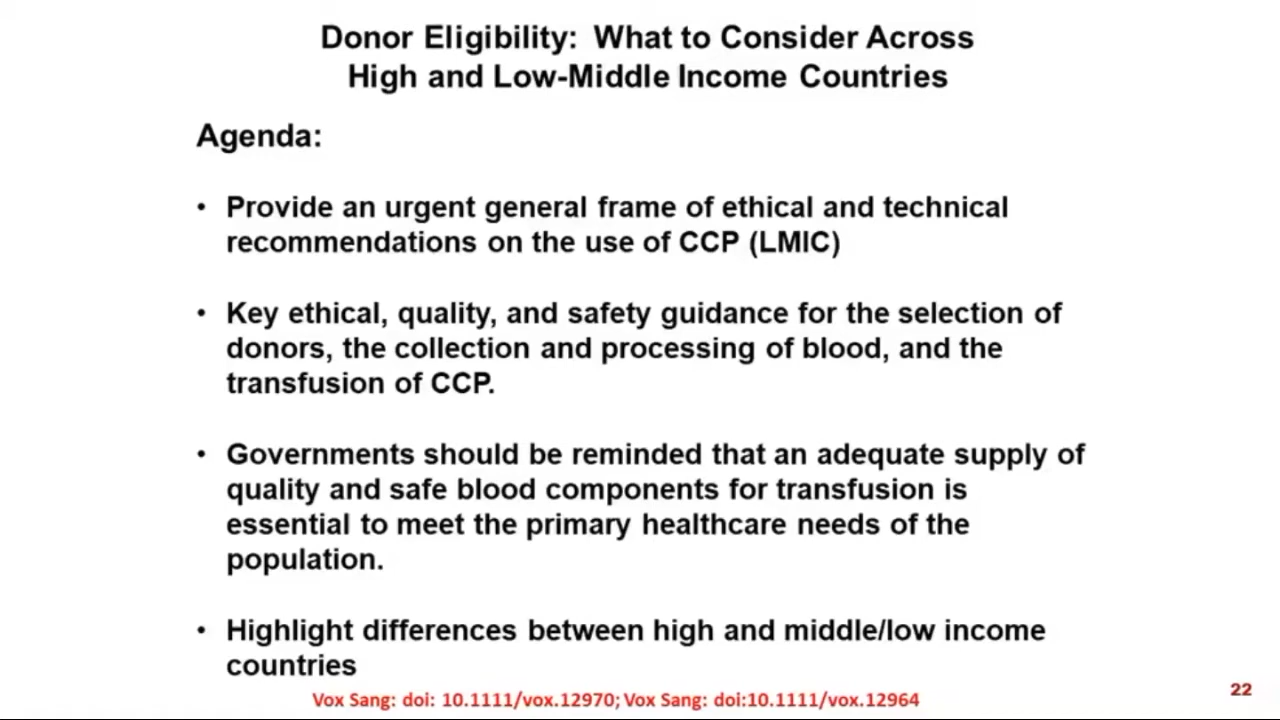 Donor Eligibility: What to Consider Across
High and Low-Middle Income Countries
Agenda:
• Provide an urgent general frame of ethical and technical
recommendations on the use of CCP (LMIC)
• Key ethical, quality, and safety guidance for the selection of
donors, the collection and processing of blood, and the
transfusion of CCP.
• Governments should be reminded that an adequate supply of
quality and safe blood components for transfusion is
essential to meet the primary healthcare needs of the
population.
• Highlight differences between high and middle/low income
countries
Vox Sang: doi: 10.1111/vox.12970; Vox Sang: doi:10.1111/vox.12964
22